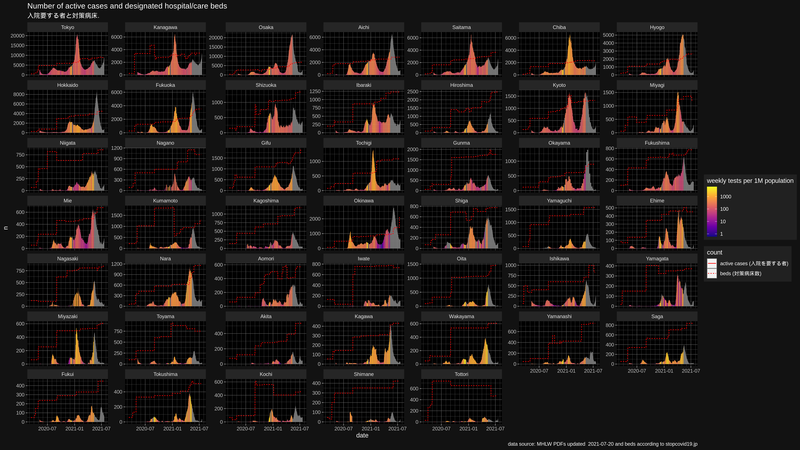 Number of active cases and designated hospital/care beds
入院要する者と対策病床.
Tokyo Kanagawa Osaka Aichi Saitama Chiba Hyogo
Hokkaido Fukuoka Shizuoka Ibaraki Hiroshima Kyoto Miyagi
Niigata Nagano Gifu Tochigi Gunma Okayama Fukushima
Mie Kumamoto Kagoshima Okinawa Shiga Yamaguchi Ehime
Nagasaki Nara Aomori Iwate Oita Ishikawa Yamagata
Miyazaki Toyama Akita Kagawa Wakayama Yamanashi Saga
Fukui Tokushima Kochi Shimane Tottori
n
2020-07 2021-01 2021-07
date
weekly tests per 1M population
1000
100
10
1
count
active cases (入院を要する者)
beds (対策病床数)
data source: MHLW PDFs updated 2021-07-20 and beds according to stopcovid19.jp